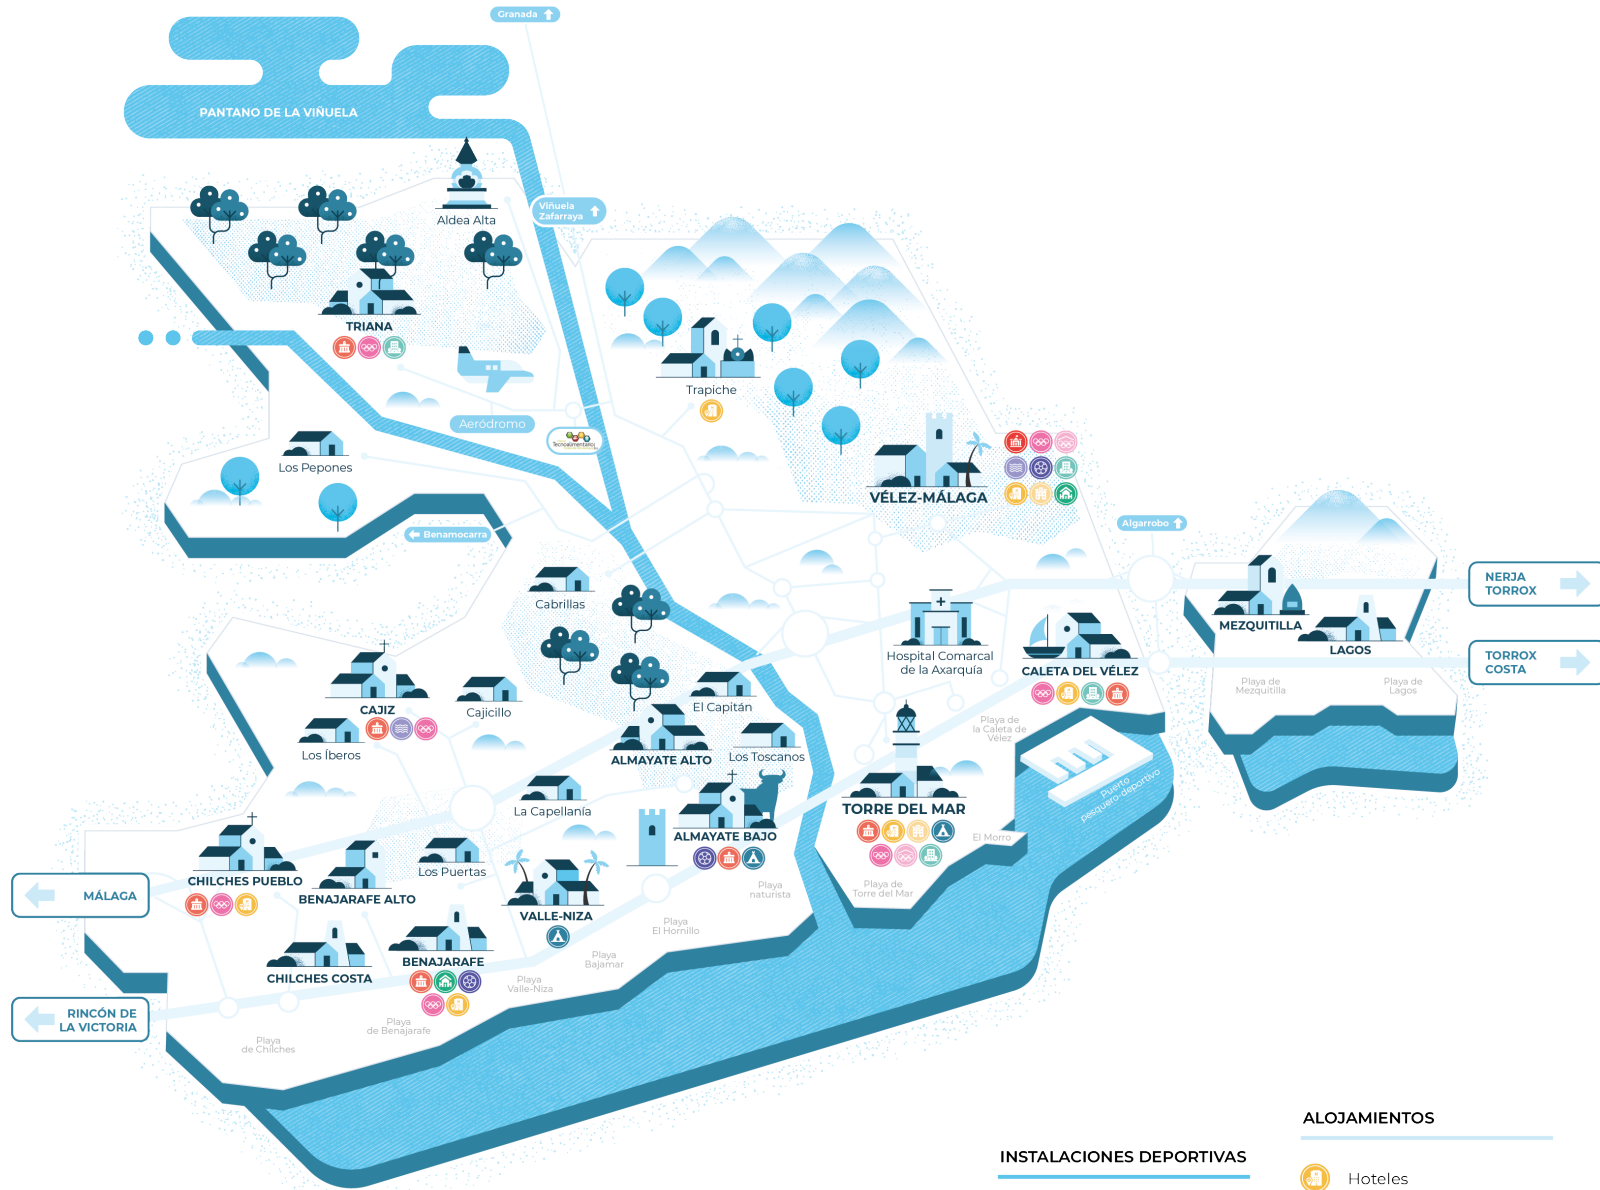 Granada
PANTANO DE LA VIÑUELA
Aldea Alta
Viñuela
Zafarraya
TRIANA
Trapiche
Aeródromo
Tecnoalimentario
Los Pepones
VÉLEZ-MÁLAGA
Benamocarra
Algarrobo
NERJA
TORROX
Cabrillas
MEZQUITILLA
LAGOS
Hospital Comarcal
de la Axarquía
CALETA DEL VÉLEZ
TORROX
COSTA
Playa de
Mezquitilla
Playa de
Lagos
CAJIZ
Cajicillo
El Capitán
Playa de
la Caleta de
Vélez
Los Íberos
ALMAYATE ALTO
Los Toscanos
Puerto
pesquero-deportivo
La Capellanía
TORRE DEL MAR
ALMAYATE BAJO
El Morro
CHILCHES PUEBLO
Los Puertas
BENAJARAFE ALTO
MÁLAGA
Playa
naturista
Playa de
Torre del Mar
VALLE-NIZA
Playa
El Hornillo
BENAJARAFE
Playa
Bajamar
CHILCHES COSTA
Playa
Valle-Niza
RINCÓN DE
LA VICTORIA
Playa
de Benajarafe
Playa
de Chilches
ALOJAMIENTOS
INSTALACIONES DEPORTIVAS
Hoteles